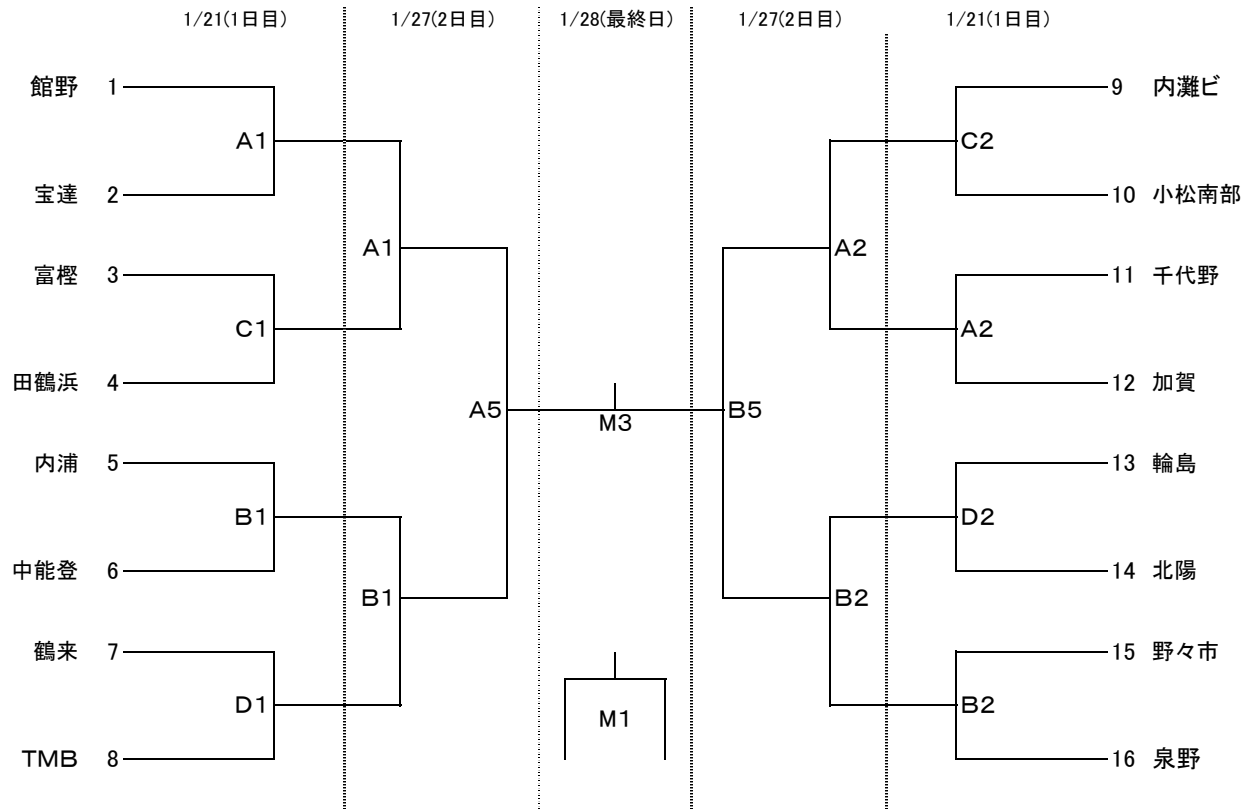 1/21(1日目) 1/27(2日目) 1/28(最終日) 1/27(2日目) 1/21(1日目)
館野 1 9 内灘ビ
A1 C2
宝達 2 10 小松南部
A1 A2
富樫 3 11 千代野
C1 A2
田鶴浜 4 12 加賀
A5 M3 B5
内浦 5 13 輪島
B1 D2
中能登 6 14 北陽
B1 B2
鶴来 7 15 野々市
D1 M1 B2
TMB 8 16 泉野